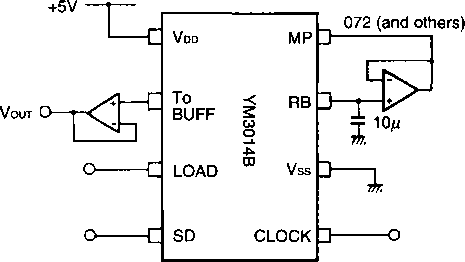 +5V
072 (and others)
VDD
MP
VOUT
To
BUFF
RB
10μ
YM3014B
LOAD
VSS
SD
CLOCK